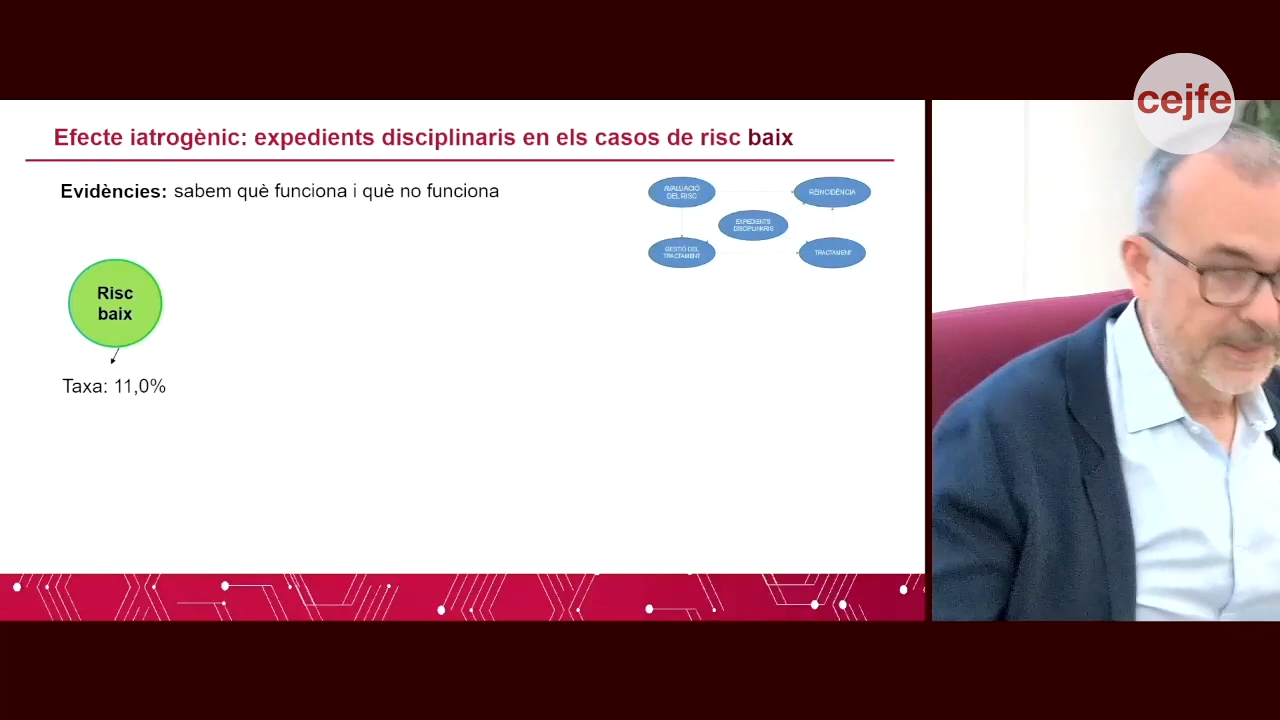 cejfe
Efecte iatrogènic: expedients disciplinaris en els casos de risc baix
Evidències: sabem què funciona i què no funciona
AVALUACIÓ
DEL RISC
REINCIDÈNCIA
EXPEDIENTS
DISCIPLINARIS
GESTIÓ DEL
TRACTAMENT
TRACTAMENT
Risc
baix
Taxa: 11,0%